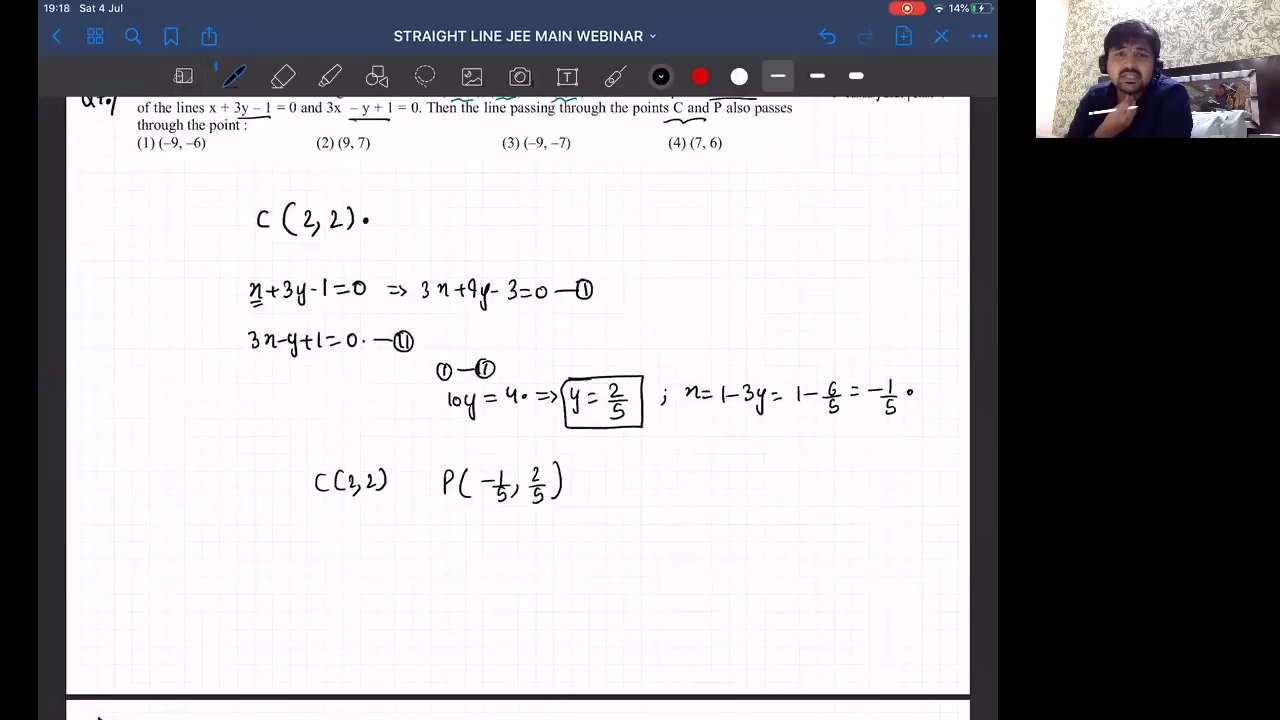 19:18 Sat 4 Jul
14%
STRAIGHT LINE JEE MAIN WEBINAR
of the lines x + 3y – 1 = 0 and 3x – y + 1 = 0. Then the line passing through the points C and P also passes
through the point :
(1) (–9, –6) (2) (9, 7) (3) (–9, –7) (4) (7, 6)
C (2, 2) .
x + 3y - 1 = 0 => 3x + 9y - 3 = 0 — ①
3x - y + 1 = 0 . — ⑪
① — ⑪
10y = 4 . => y = 2/5 ; x = 1 - 3y = 1 - 6/5 = -1/5 .
C (2, 2) P ( -1/5 , 2/5 )